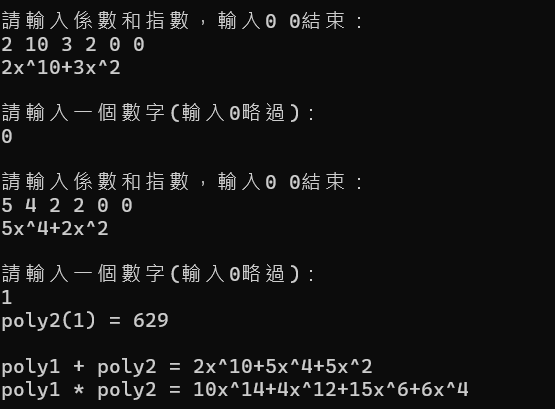 請輸入係數和指數，輸入0 0結束：
2 10 3 2 0 0
2x^10+3x^2
請輸入一個數字(輸入0略過)：
0
請輸入係數和指數，輸入0 0結束：
5 4 2 2 0 0
5x^4+2x^2
請輸入一個數字(輸入0略過)：
1
poly2(1) = 629
poly1 + poly2 = 2x^10+5x^4+5x^2
poly1 * poly2 = 10x^14+4x^12+15x^6+6x^4